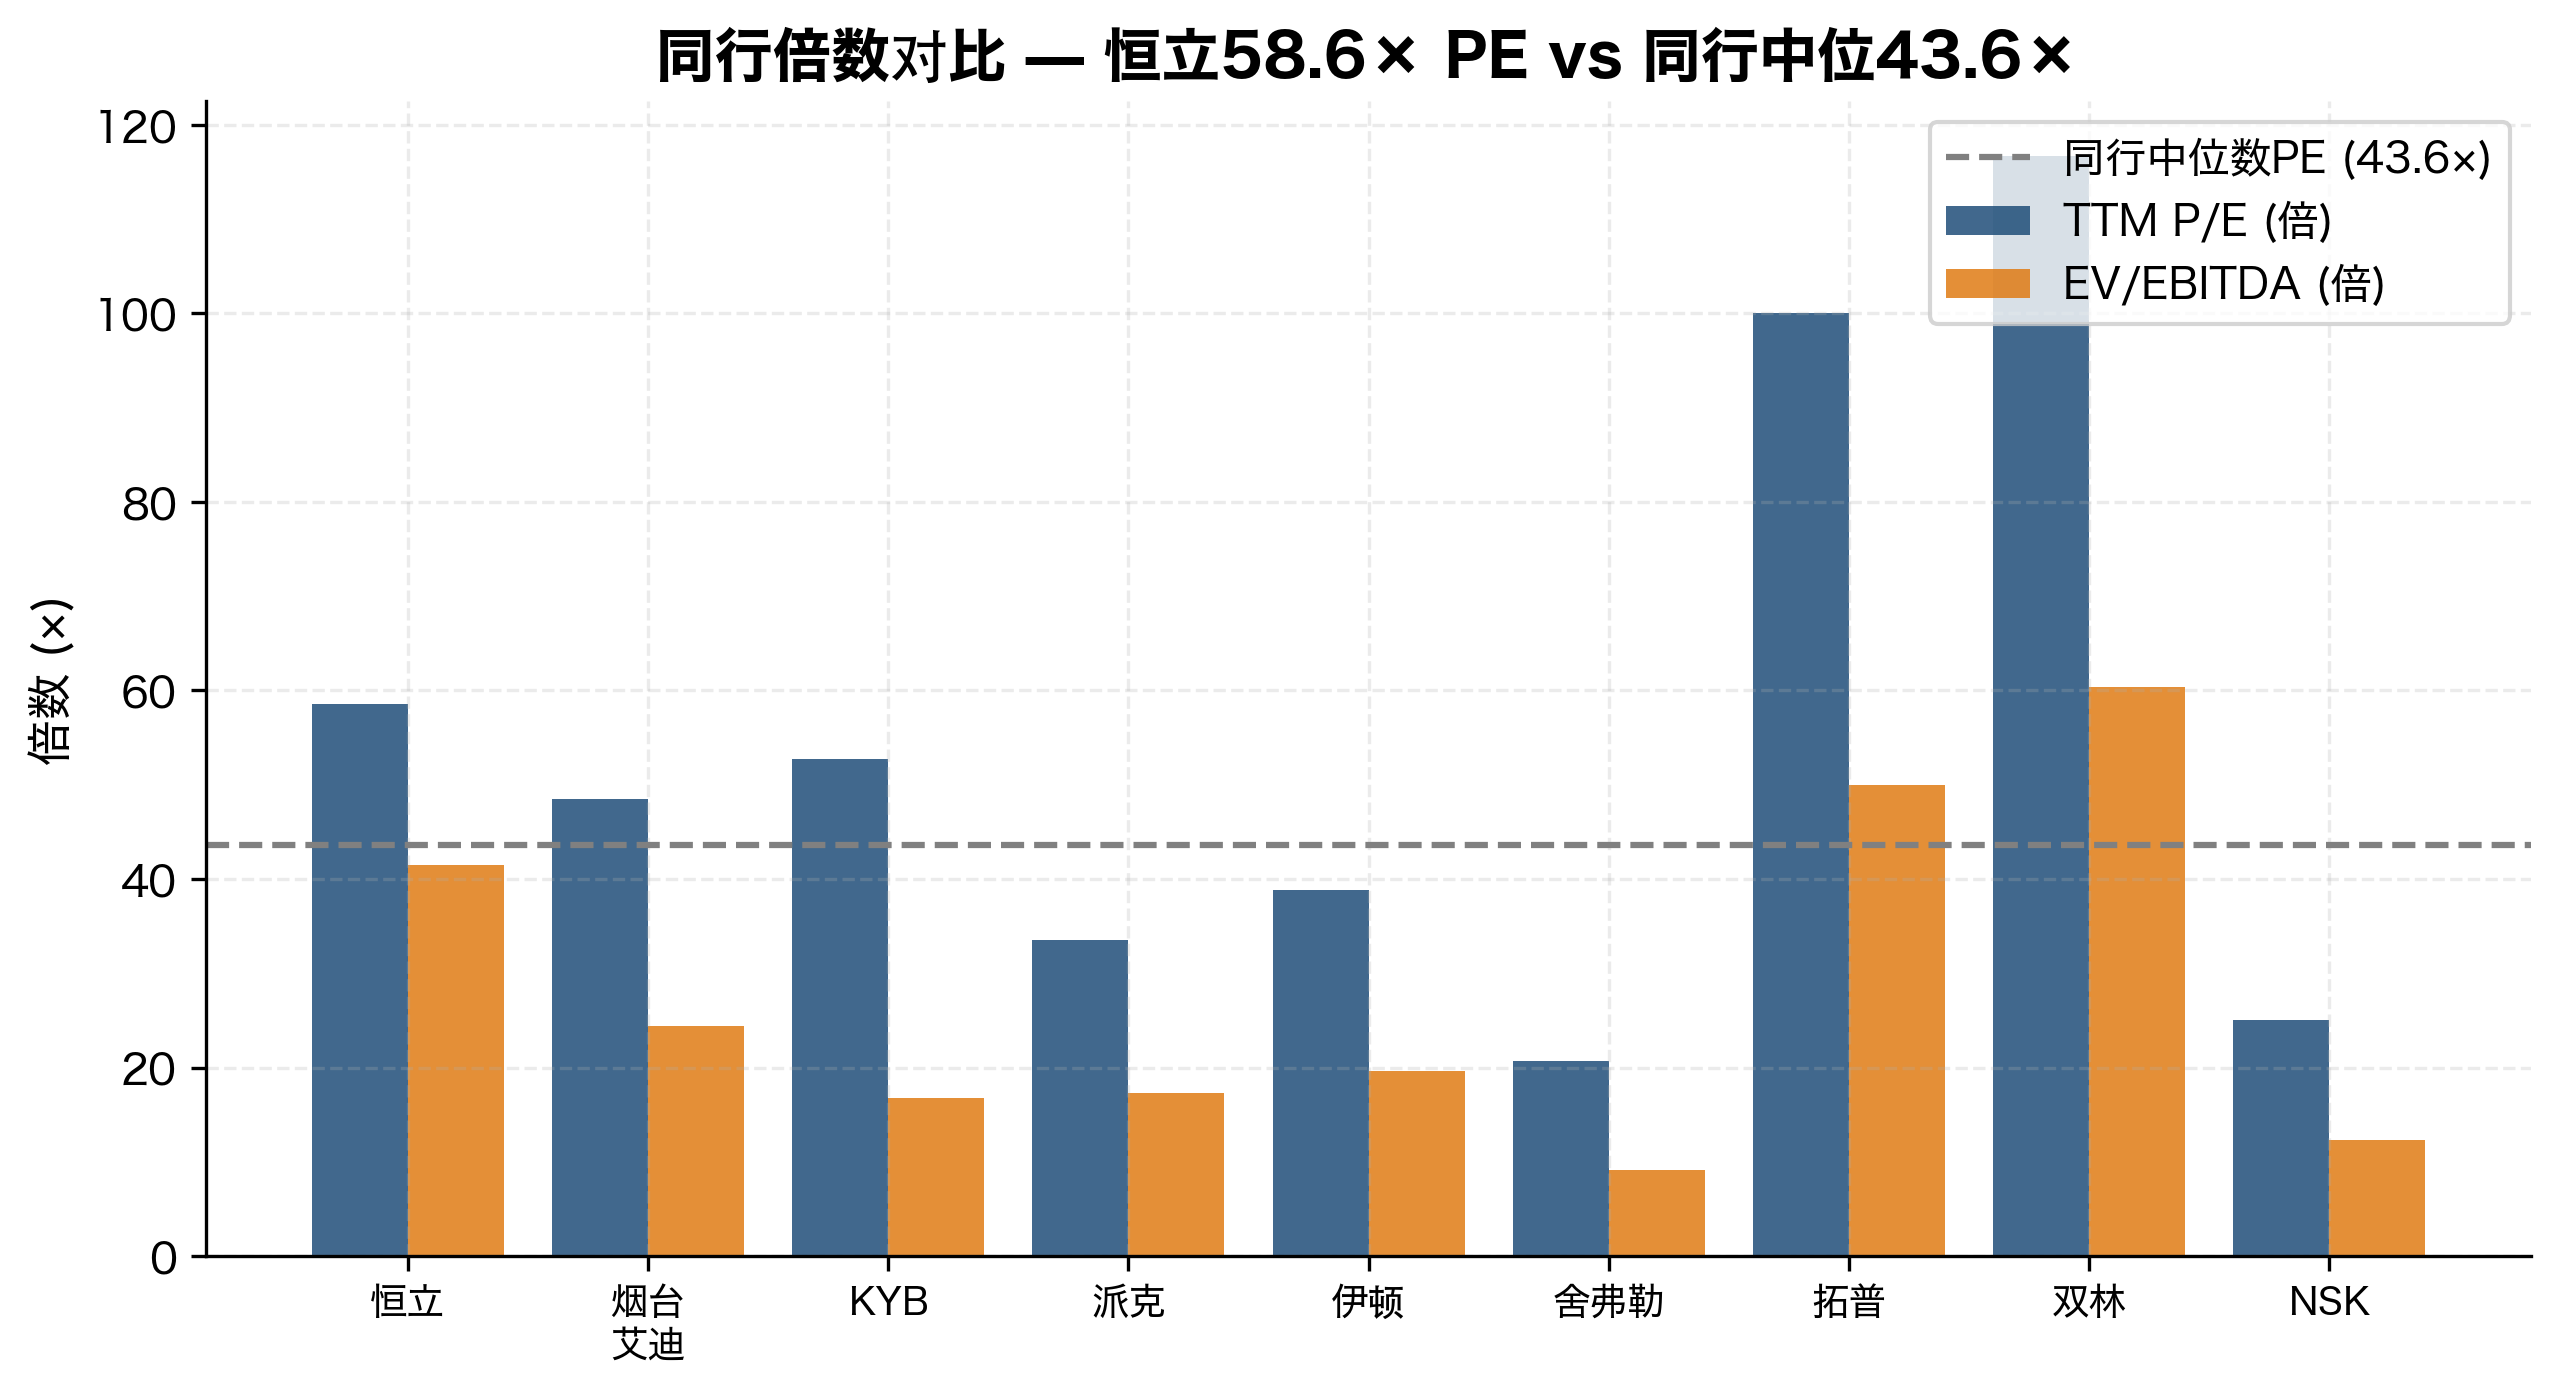 同行倍数对比 — 恒立58.6× PE vs 同行中位43.6×
倍数 (×)
120
100
80
60
40
20
0
同行中位数PE (43.6×)
TTM P/E (倍)
EV/EBITDA (倍)
恒立
烟台
艾迪
KYB
派克
伊顿
舍弗勒
拓普
双林
NSK